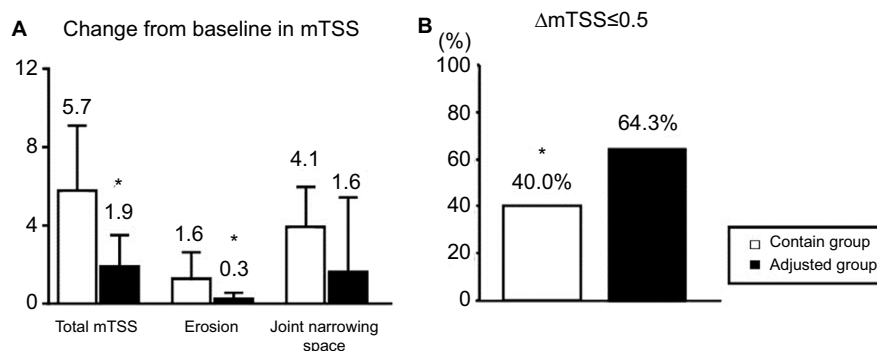 A Change from baseline in mTSS
12
8
4
0
5.7
*
1.9
1.6
*
0.3
4.1
1.6
Total mTSS
Erosion
Joint narrowing
space
B ΔmTSS≤0.5
(%)
100
80
60
40
20
0
*
40.0%
64.3%
Contain group
Adjusted group